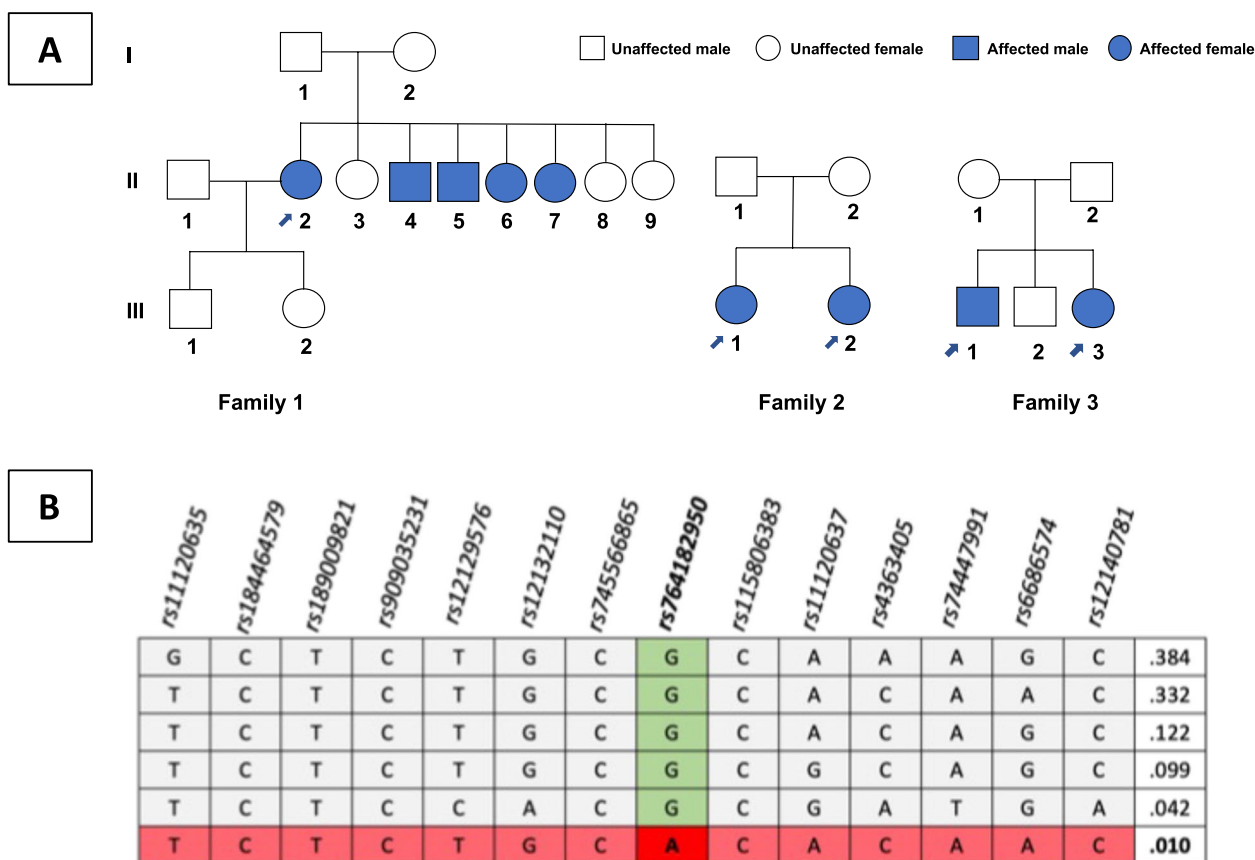 A
I
Unaffected male
Unaffected female
Affected male
Affected female
1 2
II
1 2 3 4 5 6 7 8 9
1 2
1 2
III
1 2
1 2
1 2 3
Family 1
Family 2
Family 3
B
rs11120635 rs184464579 rs189009821 rs909035231 rs12129576 rs12132110 rs745566865 rs764182950 rs115806383 rs11120637 rs4363405 rs74447991 rs6686574 rs12140781
G C T C T G C G C A A A G C .384
T C T C T G C G C A C A A C .332
T C T C T G C G C A C A G C .122
T C T C T G C G C G C A G C .099
T C T C C A C G C G A T G A .042
T C T C T G C A C A C A A C .010